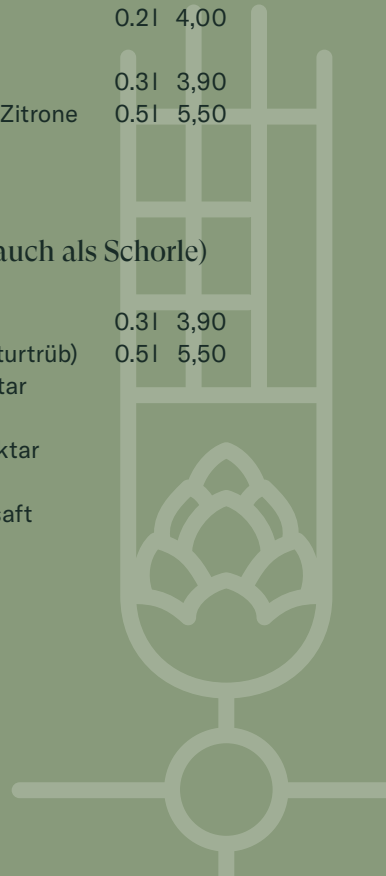 0.2l 4,00
0.3l 3,90
Zitrone 0.5l 5,50
auch als Schorle)
0.3l 3,90
turtrüb) 0.5l 5,50
tar
ktar
saft